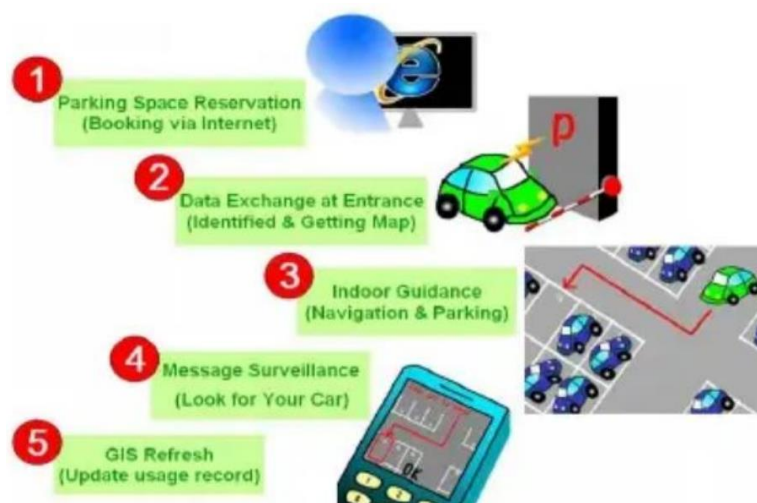 1
Parking Space Reservation
(Booking via Internet)
p
2
Data Exchange at Entrance
(Identified & Getting Map)
3
Indoor Guidance
(Navigation & Parking)
4
Message Surveillance
(Look for Your Car)
OK
5
GIS Refresh
(Update usage record)